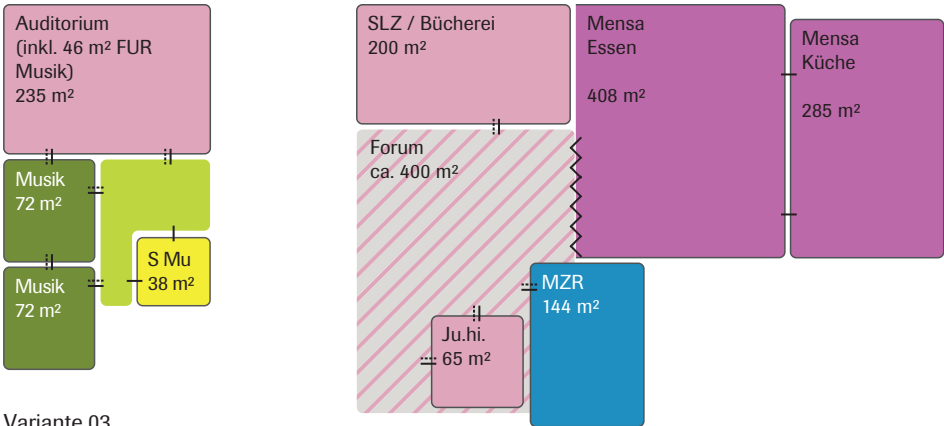 Auditorium
(inkl. 46 m² FUR
Musik)
235 m²
Musik
72 m²
S Mu
38 m²
Musik
72 m²
SLZ / Bücherei
200 m²
Mensa
Essen
408 m²
Mensa
Küche
285 m²
Forum
ca. 400 m²
MZR
144 m²
Ju.hi.
65 m²
Variante 03